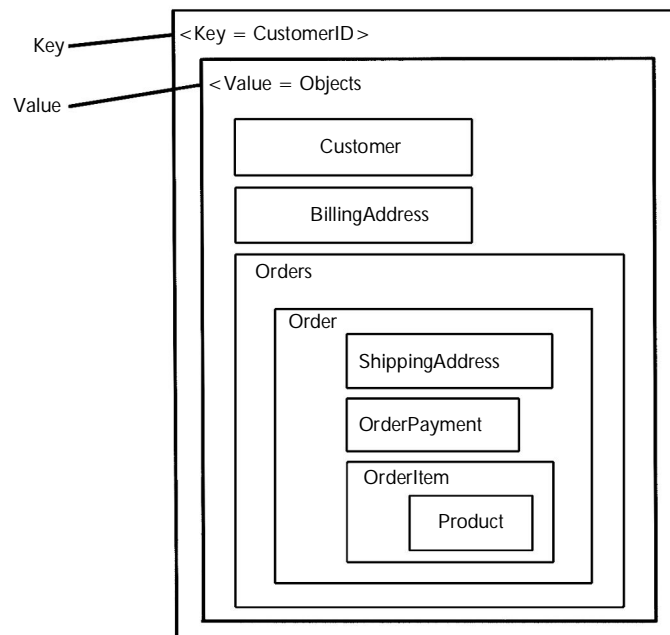 Key
<Key = CustomerID>
Value
<Value = Objects
Customer
BillingAddress
Orders
Order
ShippingAddress
OrderPayment
OrderItem
Product